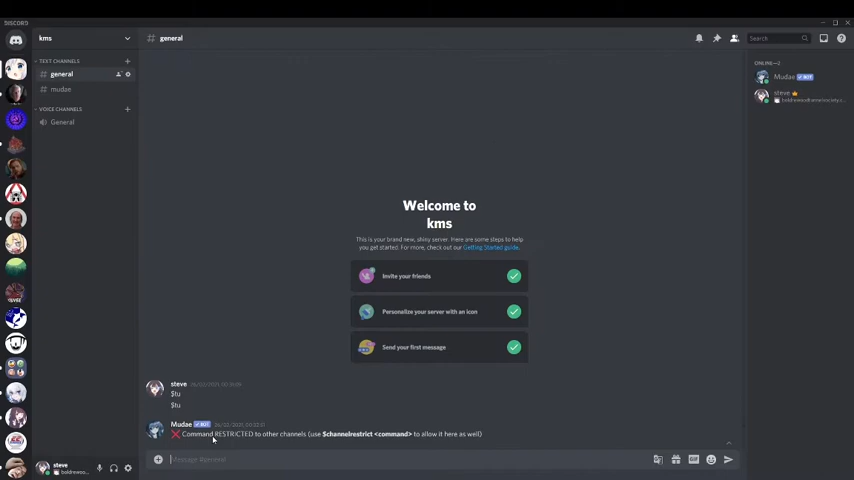 DISCORD
kms
general
Search
TEXT CHANNELS
general
mudae
VOICE CHANNELS
General
ONLINE—2
Mudae BOT
steve
Welcome to
kms
This is your brand new, shiny server. Here are some steps to help
you get started. For more, check out our Getting Started guide.
Invite your friends
Personalize your server with an icon
Send your first message
steve
$tu
$tu
Mudae BOT
Command RESTRICTED to other channels (use $channelrestrict <command> to allow it here as well)
Message #general
GIF
steve